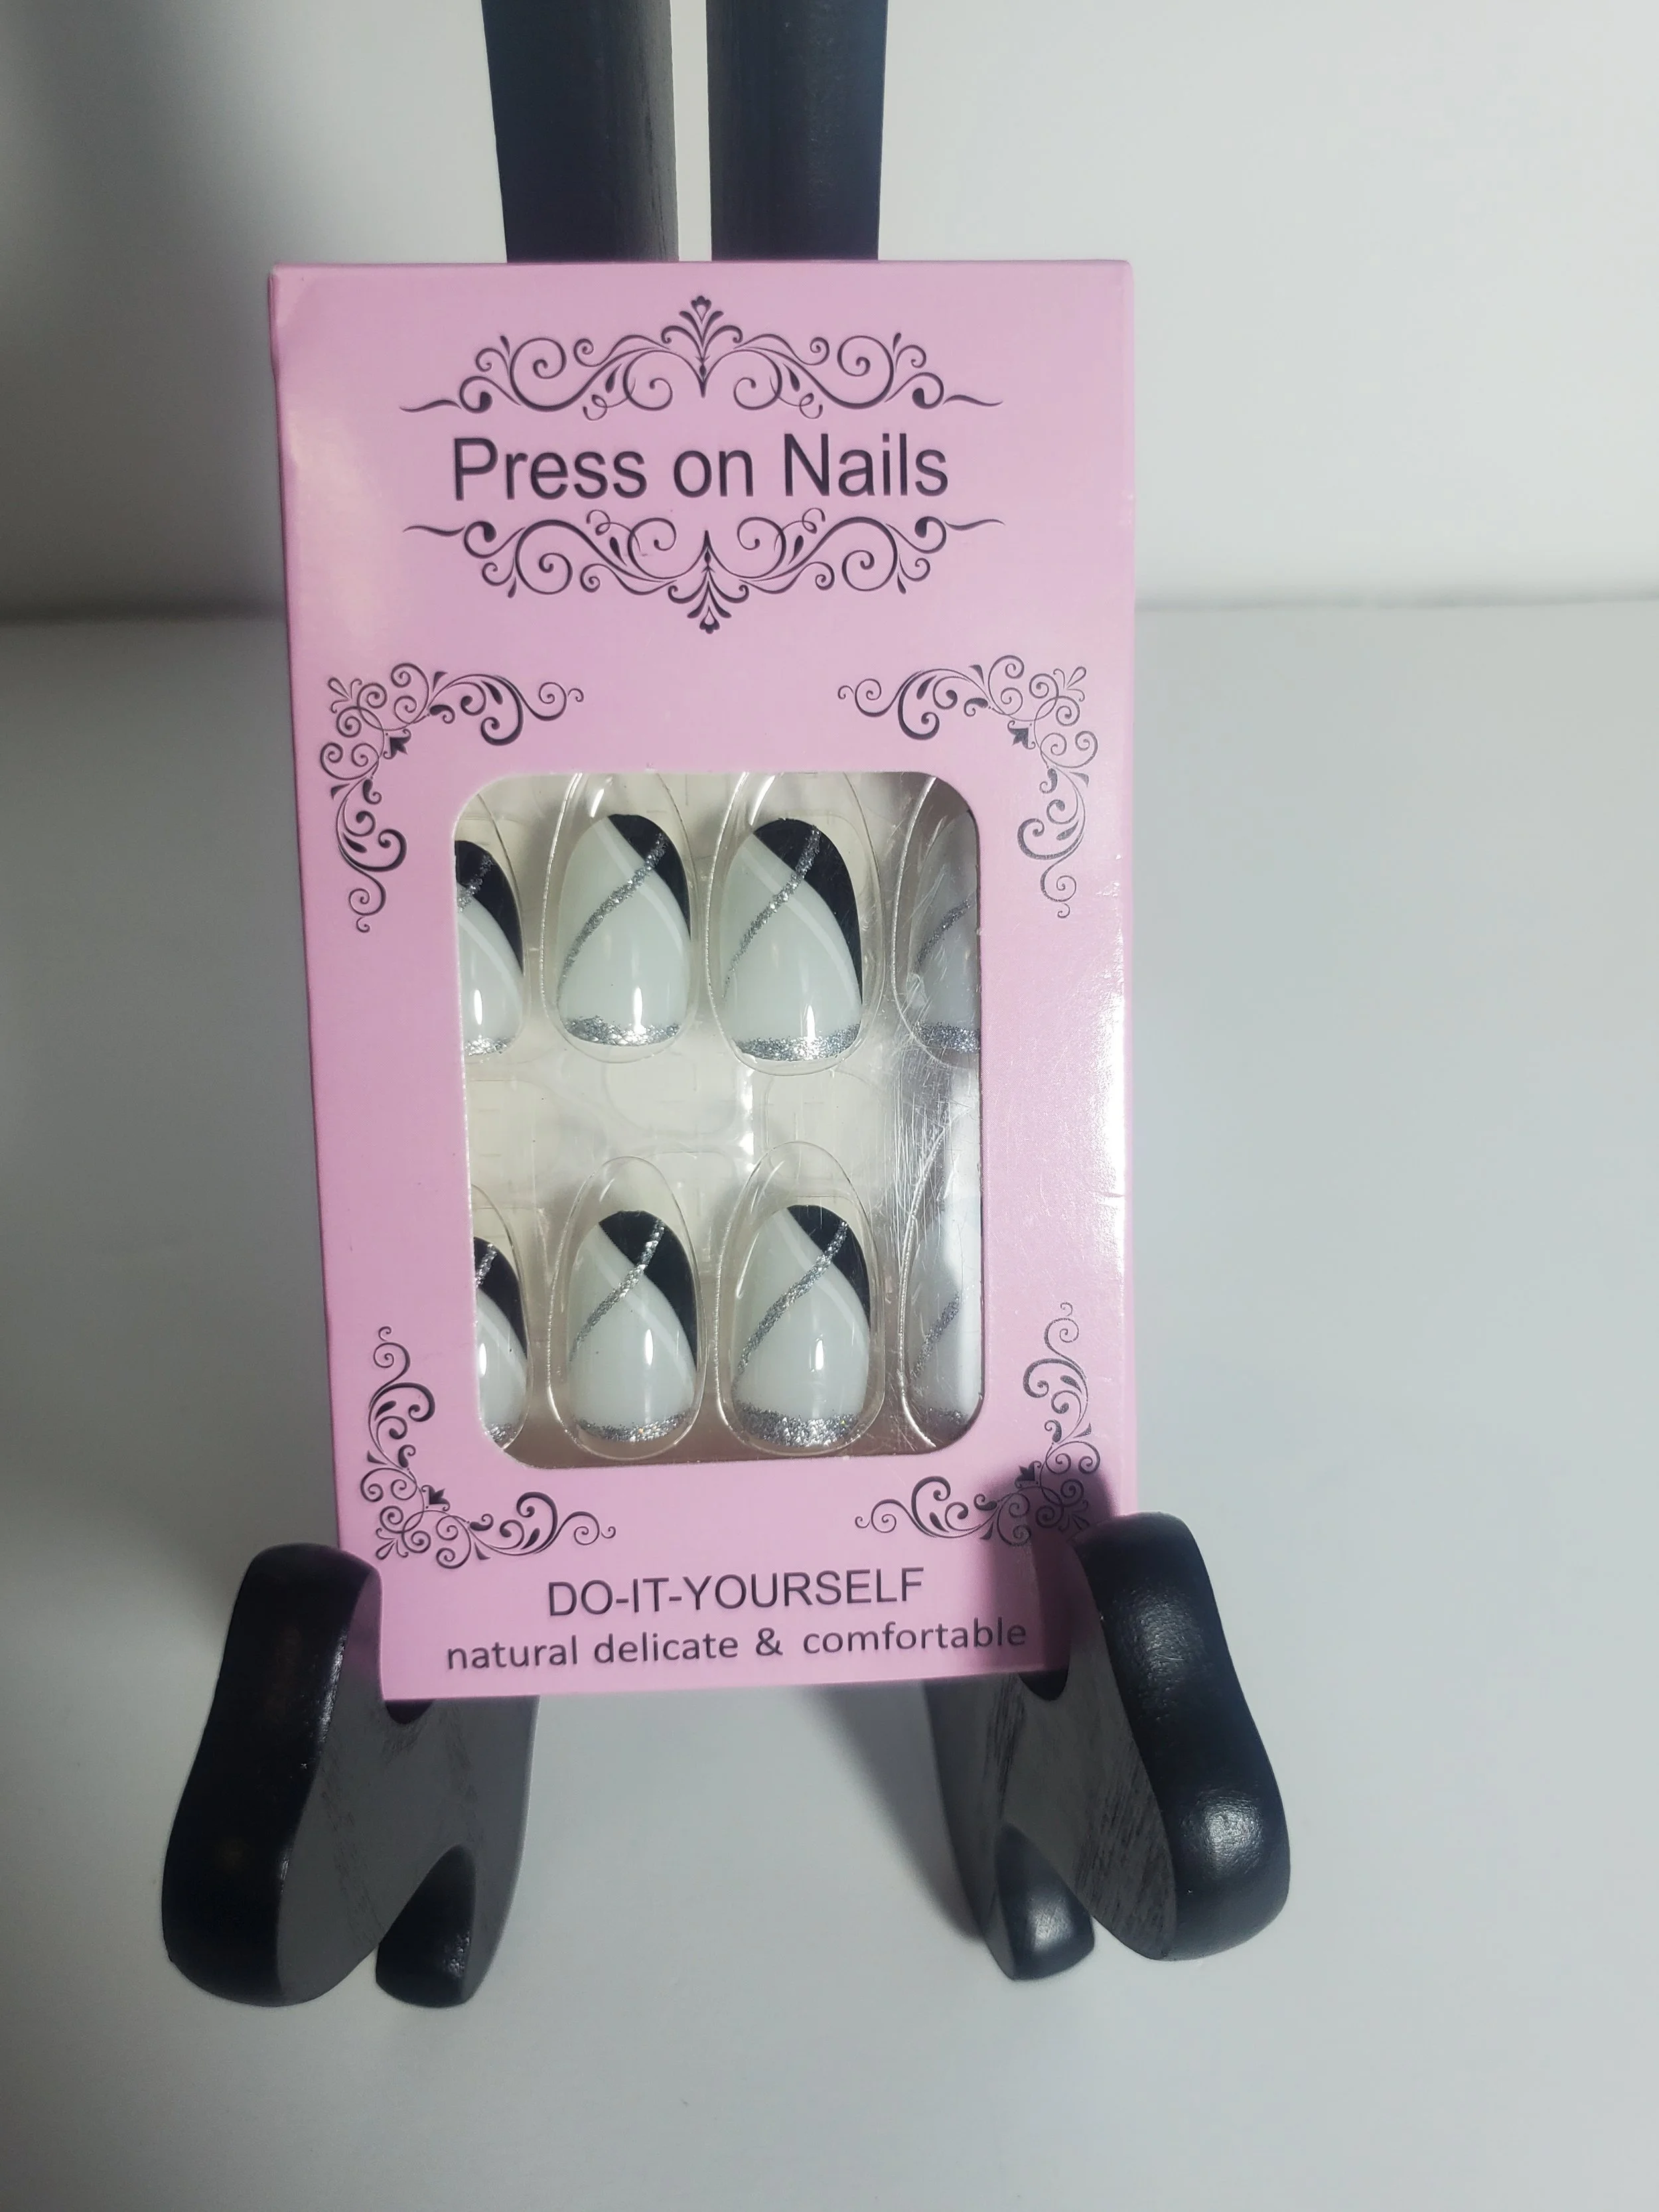 Press on Nails
DO-IT-YOURSELF
natural delicate & comfortable